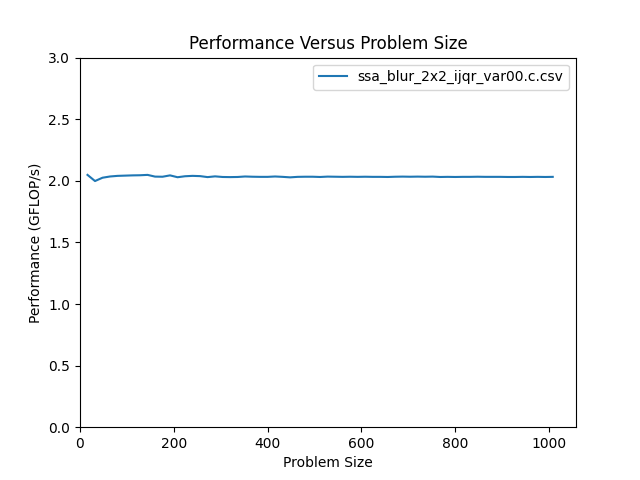 Performance Versus Problem Size
ssa_blur_2x2_ijqr_var00.c.csv
Performance (GFLOP/s)
3.0
2.5
2.0
1.5
1.0
0.5
0.0
0 200 400 600 800 1000
Problem Size